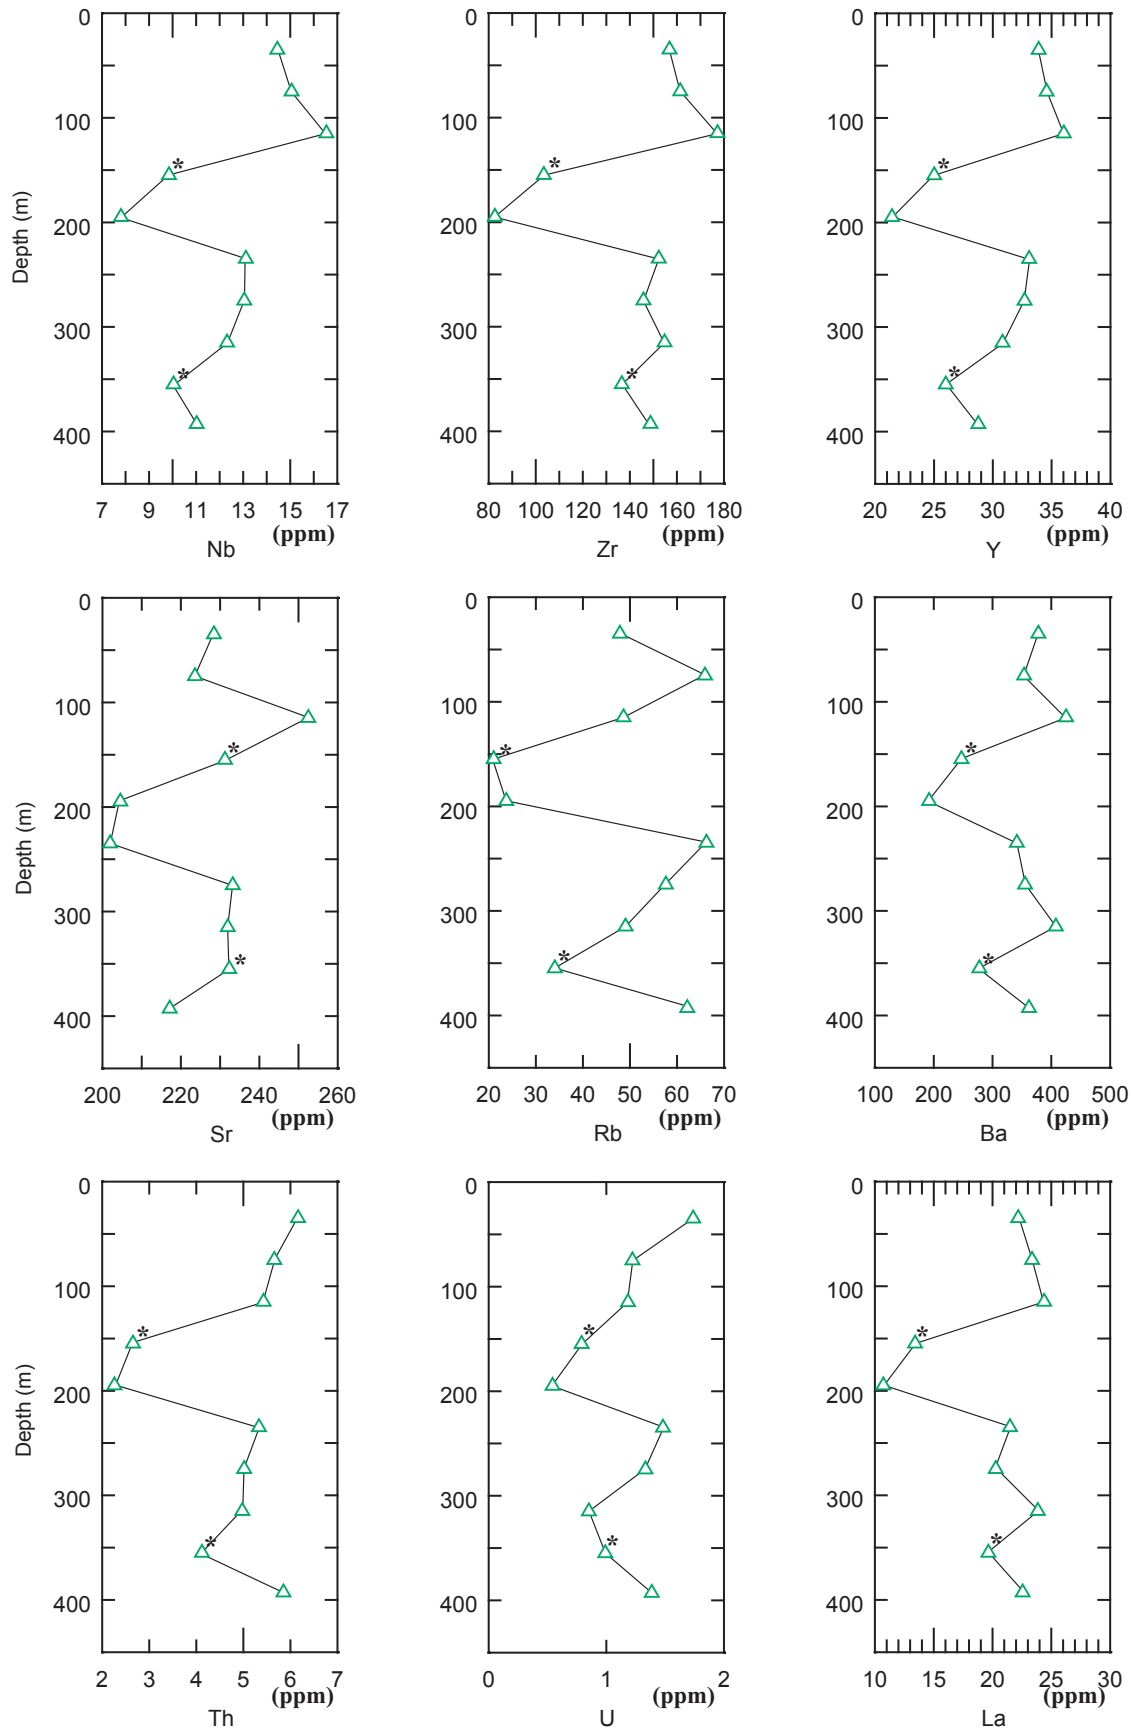 0 0 0
100 100 100
200 200 200
300 300 300
400 400 400
Depth (m)
* * *
* * *
7 9 11 13 15 17 80 100 120 140 160 180 20 25 30 35 40
(ppm) (ppm) (ppm)
Nb Zr Y
0 0 0
100 100 100
200 200 200
300 300 300
400 400 400
Depth (m)
* * *
* * *
200 220 240 260 20 30 40 50 60 70 100 200 300 400 500
(ppm) (ppm) (ppm)
Sr Rb Ba
0 0 0
100 100 100
200 200 200
300 300 300
400 400 400
Depth (m)
* * *
* * *
2 3 4 5 6 7 0 1 2 10 15 20 25 30
(ppm) (ppm) (ppm)
Th U La